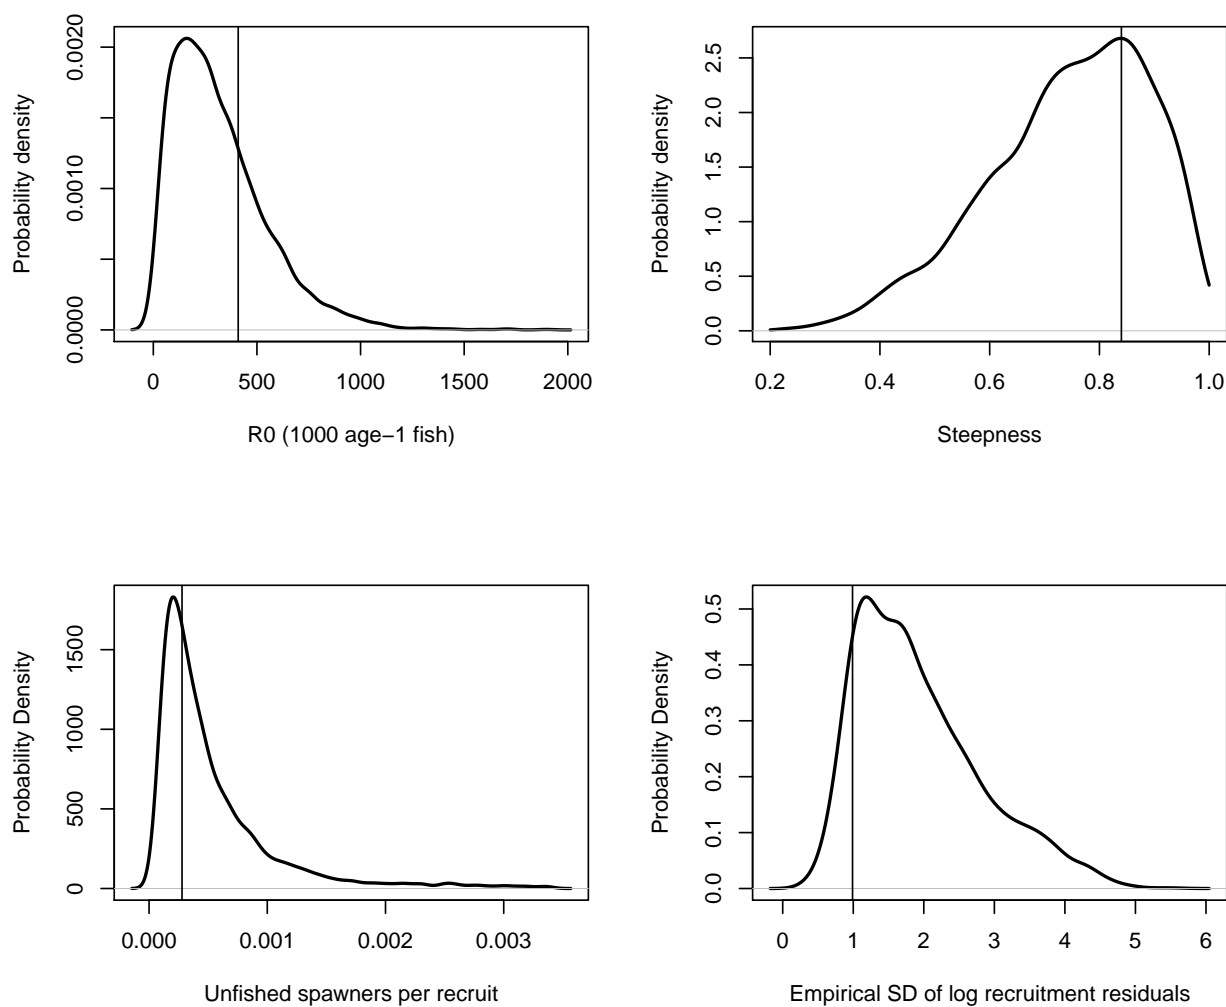 Probability density
0.0000 0.0010 0.0020
0 500 1000 1500 2000
R0 (1000 age−1 fish)
Probability density
0.0 0.5 1.0 1.5 2.0 2.5
0.2 0.4 0.6 0.8 1.0
Steepness
Probability Density
0 500 1000 1500
0.000 0.001 0.002 0.003
Unfished spawners per recruit
Probability Density
0.0 0.1 0.2 0.3 0.4 0.5
0 1 2 3 4 5 6
Empirical SD of log recruitment residuals